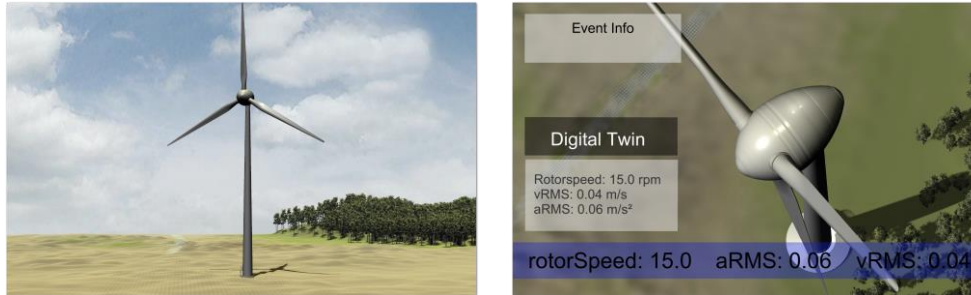 Event Info
Digital Twin
Rotorspeed: 15.0 rpm
vRMS: 0.04 m/s
aRMS: 0.06 m/s²
rotorSpeed: 15.0 aRMS: 0.06 vRMS: 0.04